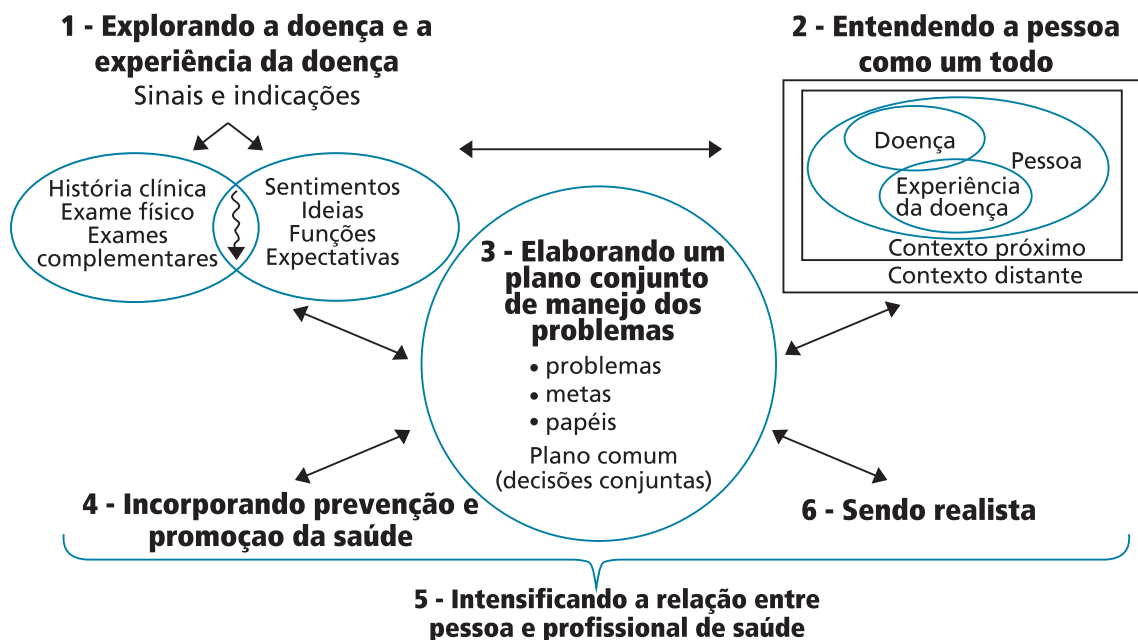 1 - Explorando a doença e a
experiência da doença
Sinais e indicações
História clínica
Exame físico
Exames
complementares
Sentimentos
Ideias
Funções
Expectativas
2 - Entendendo a pessoa
como um todo
Doença
Pessoa
Experiência
da doença
Contexto próximo
Contexto distante
3 - Elaborando um
plano conjunto
de manejo dos
problemas
• problemas
• metas
• papéis
Plano comum
(decisões conjuntas)
4 - Incorporando prevenção e
promoçao da saúde
6 - Sendo realista
5 - Intensificando a relação entre
pessoa e profissional de saúde